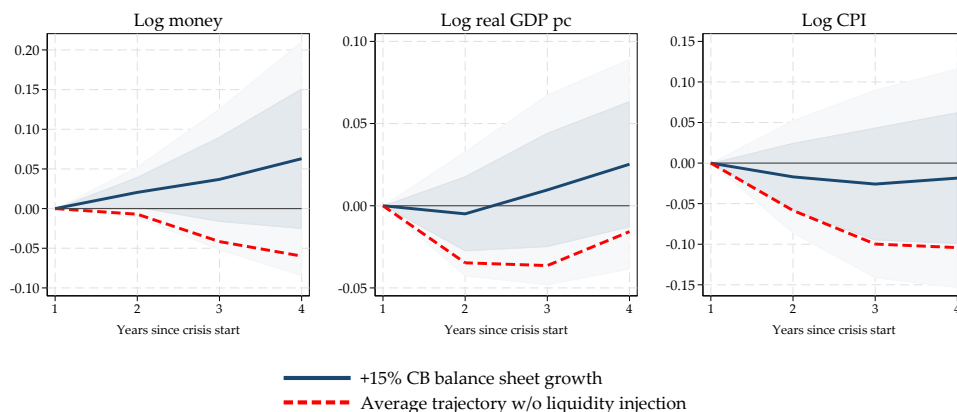 Log money
0.20
0.15
0.10
0.05
0.00
-0.05
-0.10
1 2 3 4
Years since crisis start
Log real GDP pc
0.10
0.05
0.00
-0.05
1 2 3 4
Years since crisis start
Log CPI
0.15
0.10
0.05
0.00
-0.05
-0.10
-0.15
1 2 3 4
Years since crisis start
+15% CB balance sheet growth
Average trajectory w/o liquidity injection